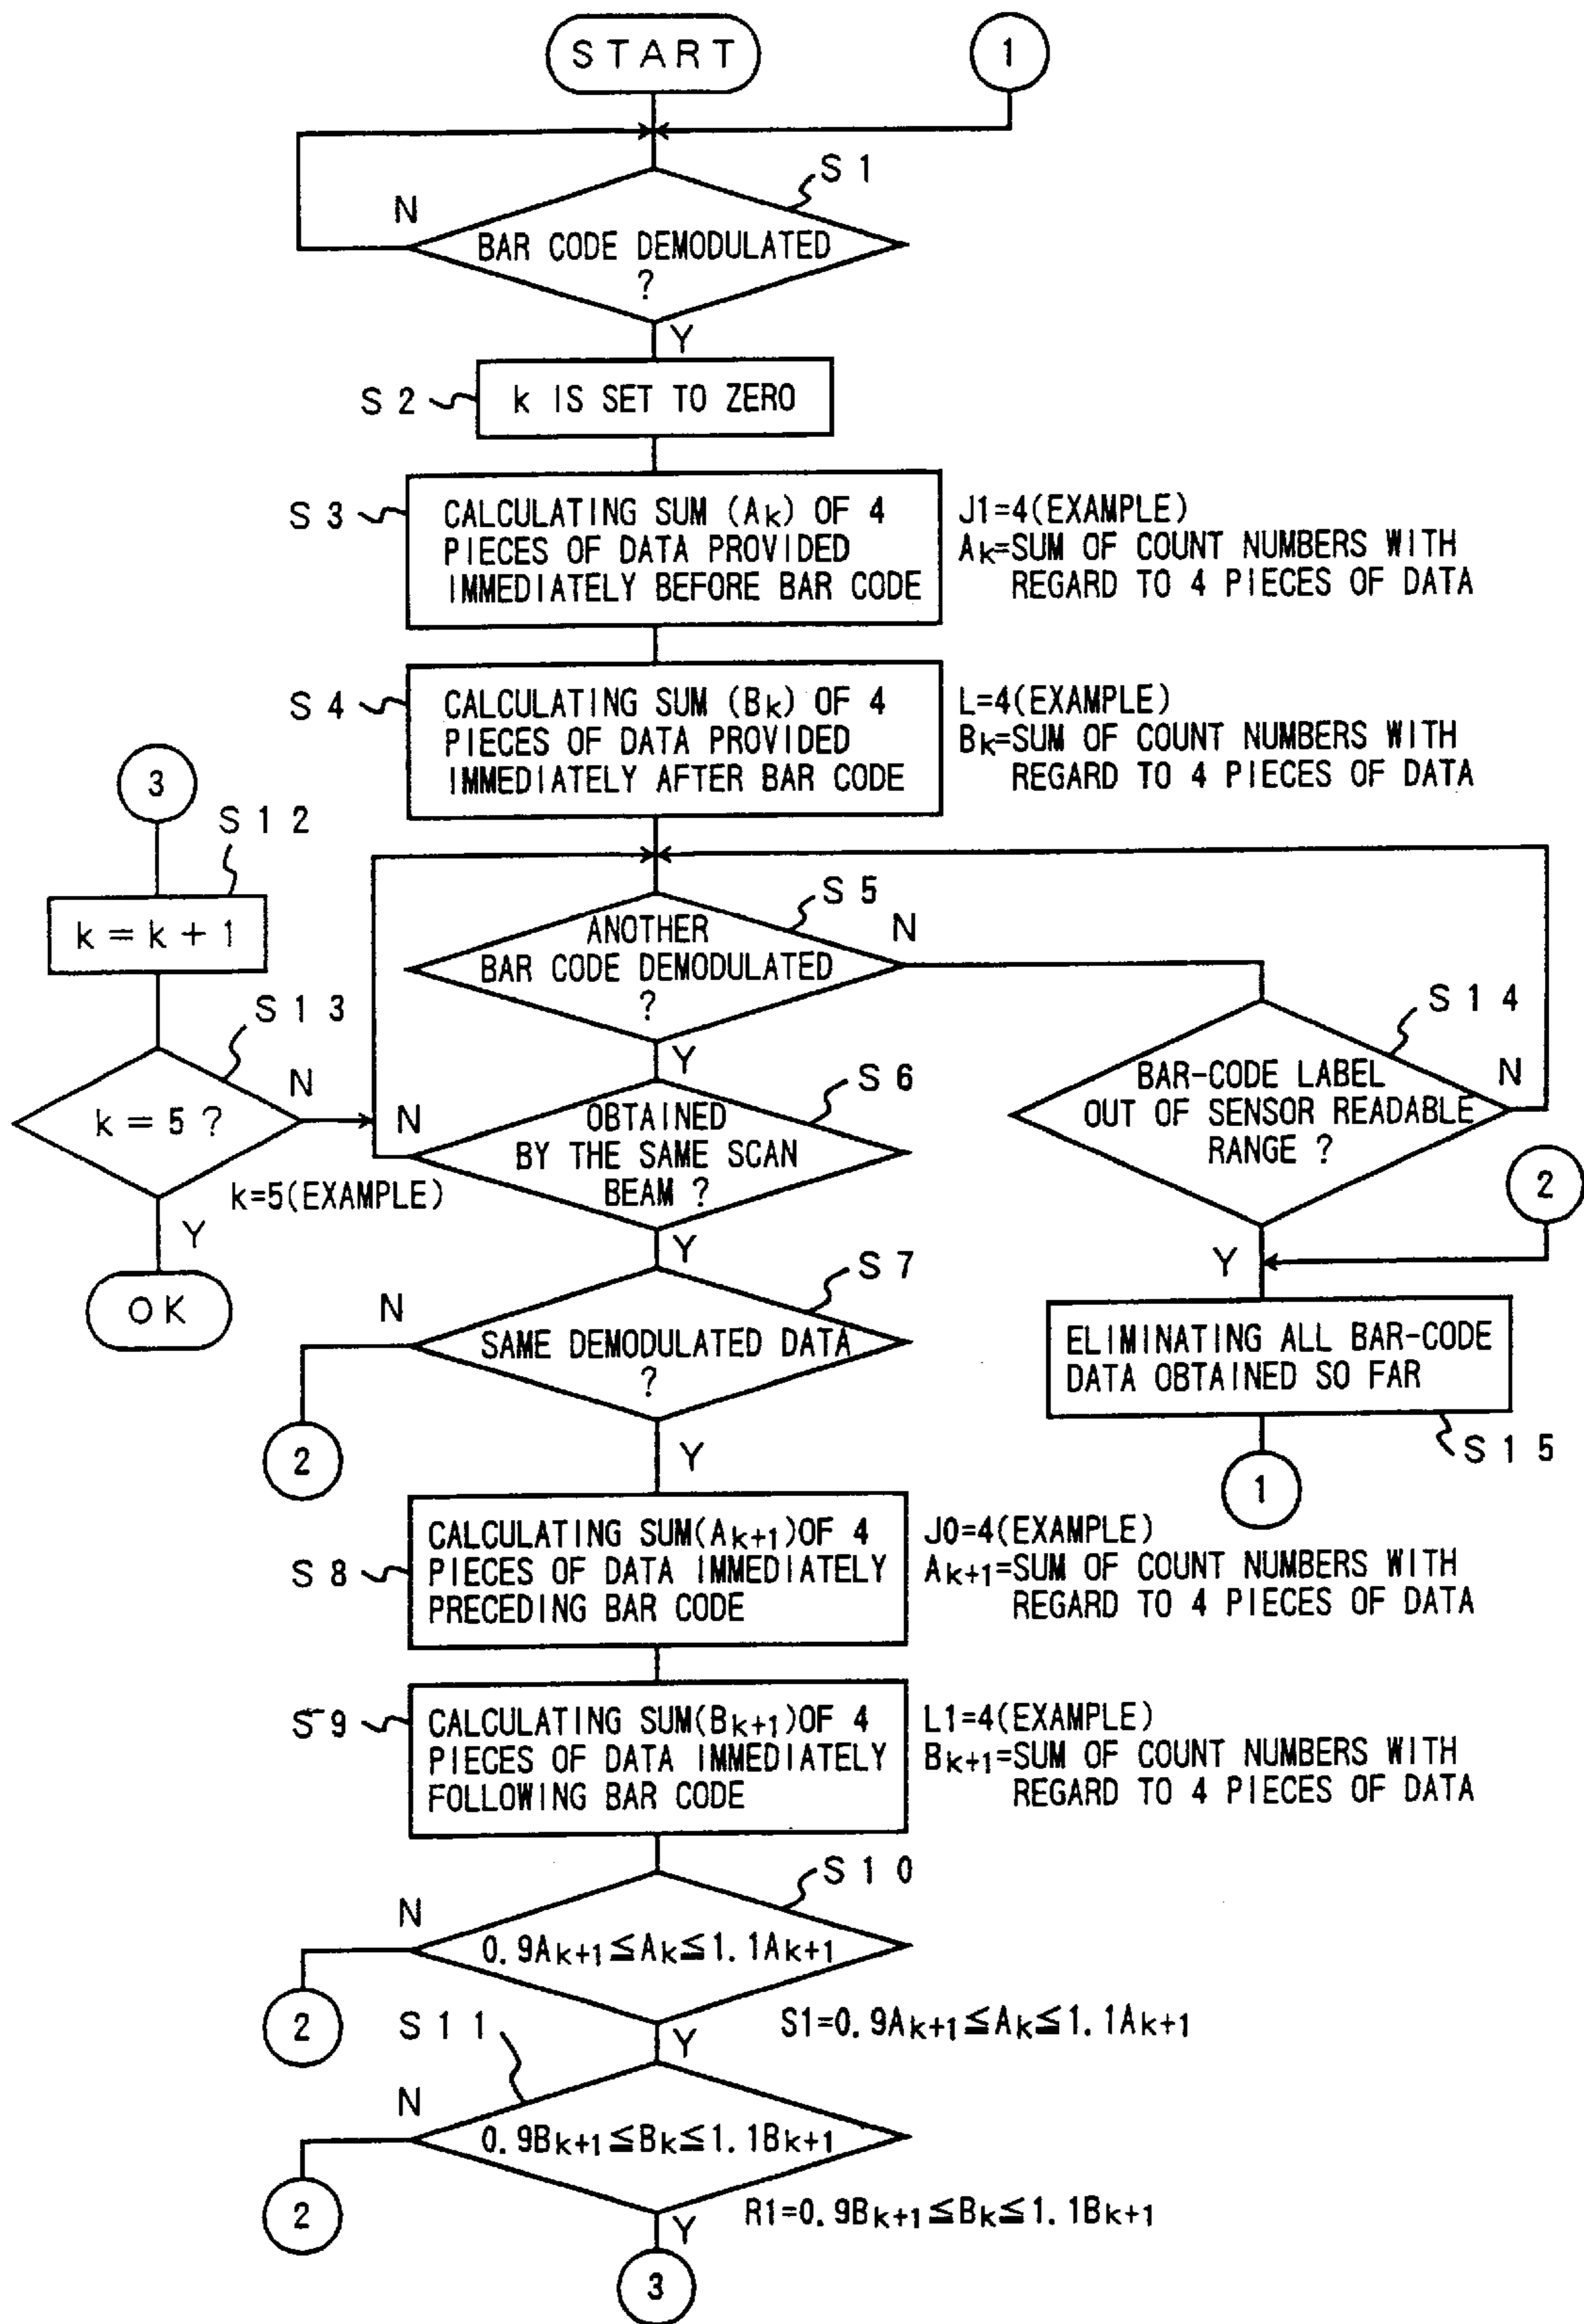 START
1
S1
N
BAR CODE DEMODULATED
?
Y
S2
k IS SET TO ZERO
S3
CALCULATING SUM (Ak) OF 4
PIECES OF DATA PROVIDED
IMMEDIATELY BEFORE BAR CODE
J1=4(EXAMPLE)
Ak=SUM OF COUNT NUMBERS WITH
REGARD TO 4 PIECES OF DATA
S4
CALCULATING SUM (Bk) OF 4
PIECES OF DATA PROVIDED
IMMEDIATELY AFTER BAR CODE
L=4(EXAMPLE)
Bk=SUM OF COUNT NUMBERS WITH
REGARD TO 4 PIECES OF DATA
3
S12
k=k+1
S13
k=5?
N
k=5(EXAMPLE)
Y
OK
S5
ANOTHER
BAR CODE DEMODULATED
?
N
Y
S6
OBTAINED
BY THE SAME SCAN
BEAM ?
N
Y
S14
BAR-CODE LABEL
OUT OF SENSOR READABLE
RANGE ?
N
2
Y
ELIMINATING ALL BAR-CODE
DATA OBTAINED SO FAR
S15
1
S7
N
SAME DEMODULATED DATA
?
2
Y
S8
CALCULATING SUM(Ak+1)OF 4
PIECES OF DATA IMMEDIATELY
PRECEDING BAR CODE
J0=4(EXAMPLE)
Ak+1=SUM OF COUNT NUMBERS WITH
REGARD TO 4 PIECES OF DATA
S9
CALCULATING SUM(Bk+1)OF 4
PIECES OF DATA IMMEDIATELY
FOLLOWING BAR CODE
L1=4(EXAMPLE)
Bk+1=SUM OF COUNT NUMBERS WITH
REGARD TO 4 PIECES OF DATA
S10
N
0.9Ak+1≦Ak≦1.1Ak+1
2
S1=0.9Ak+1≦Ak≦1.1Ak+1
Y
S11
N
0.9Bk+1≦Bk≦1.1Bk+1
2
R1=0.9Bk+1≦Bk≦1.1Bk+1
Y
3